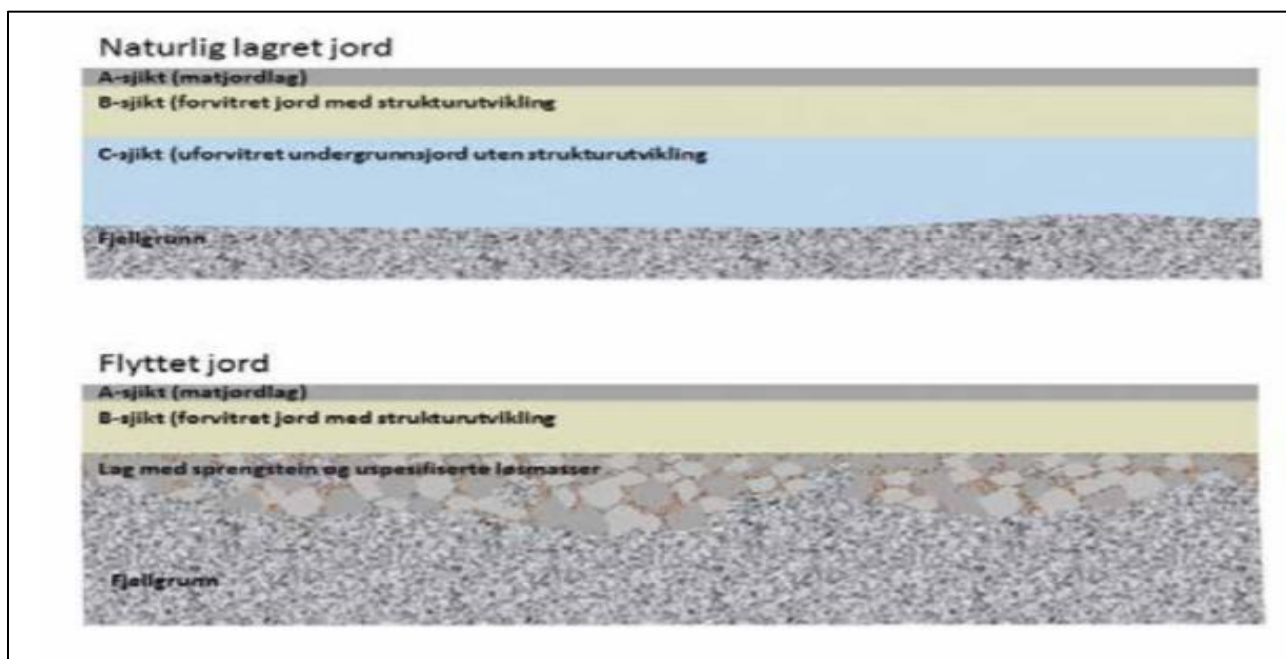 Naturlig lagret jord
A-sjikt (matjordlag)
B-sjikt (forvitret jord med strukturutvikling
C-sjikt (uforvitret undergrunnsjord uten strukturutvikling
Fjellgrunn
Flyttet jord
A-sjikt (matjordlag)
B-sjikt (forvitret jord med strukturutvikling
Lag med sprengstein og uspesifiserte løsmasser
Fjellgrunn